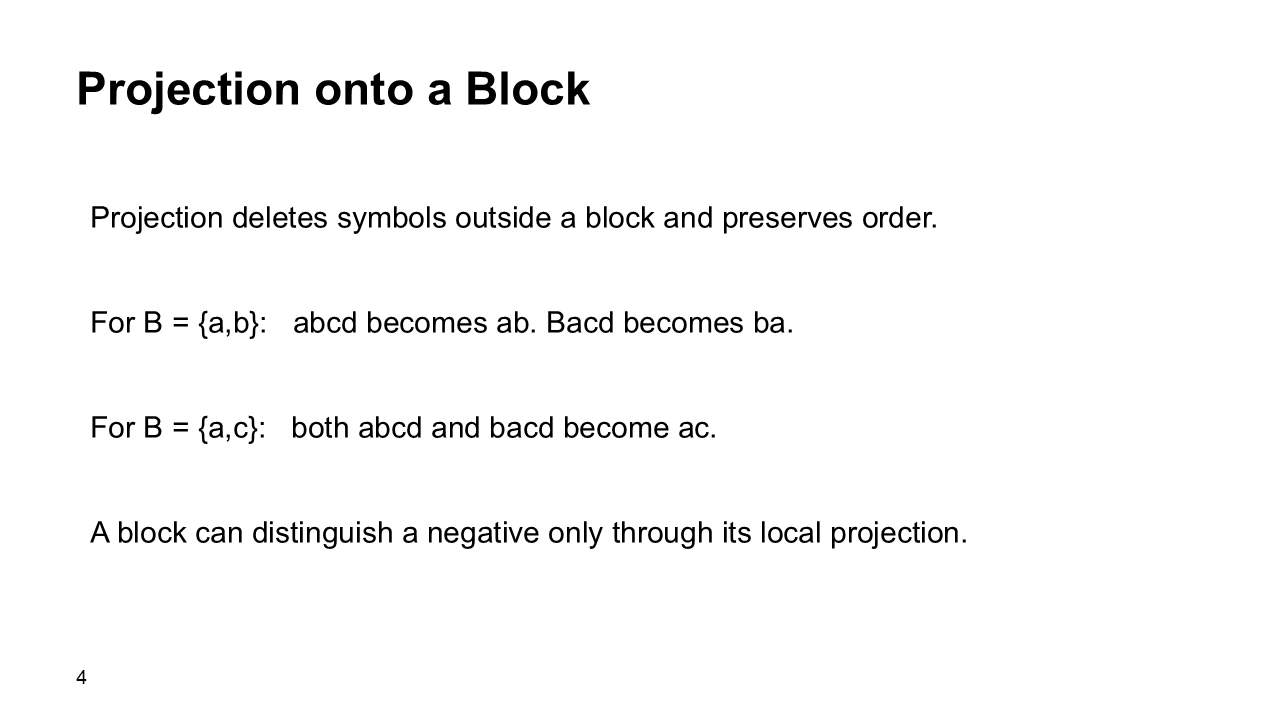 Projection onto a Block
Projection deletes symbols outside a block and preserves order.
For B = {a,b}:   abcd becomes ab. Bacd becomes ba.
For B = {a,c}:   both abcd and bacd become ac.
A block can distinguish a negative only through its local projection.
4